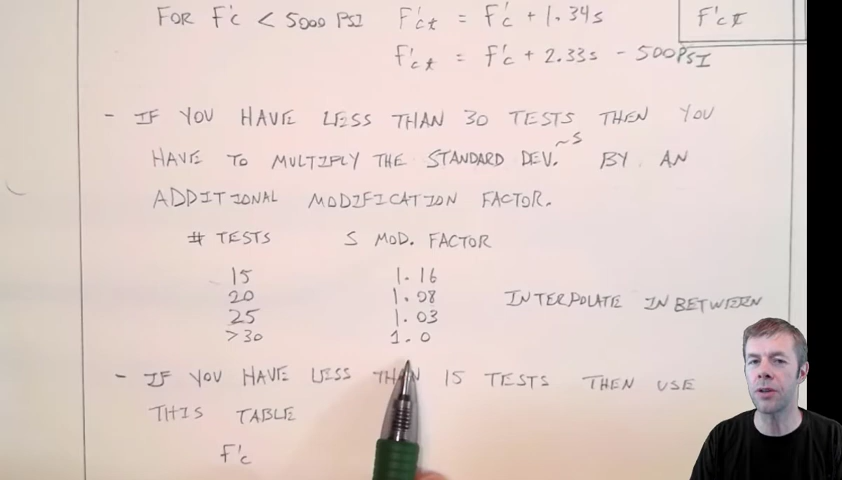 FOR F'c < 5000 PSI F'ct = F'c + 1.34s
F'c
F'ct = F'c + 2.33s - 500PSI
- IF YOU HAVE LESS THAN 30 TESTS THEN YOU
HAVE TO MULTIPLY THE STANDARD DEV. ~S BY AN
ADDITIONAL MODIFICATION FACTOR.
# TESTS S MOD. FACTOR
15 1.16
20 1.08
25 1.03
>30 1.0
INTERPOLATE INBETWEEN
- IF YOU HAVE LESS THAN 15 TESTS THEN USE
THIS TABLE
F'c